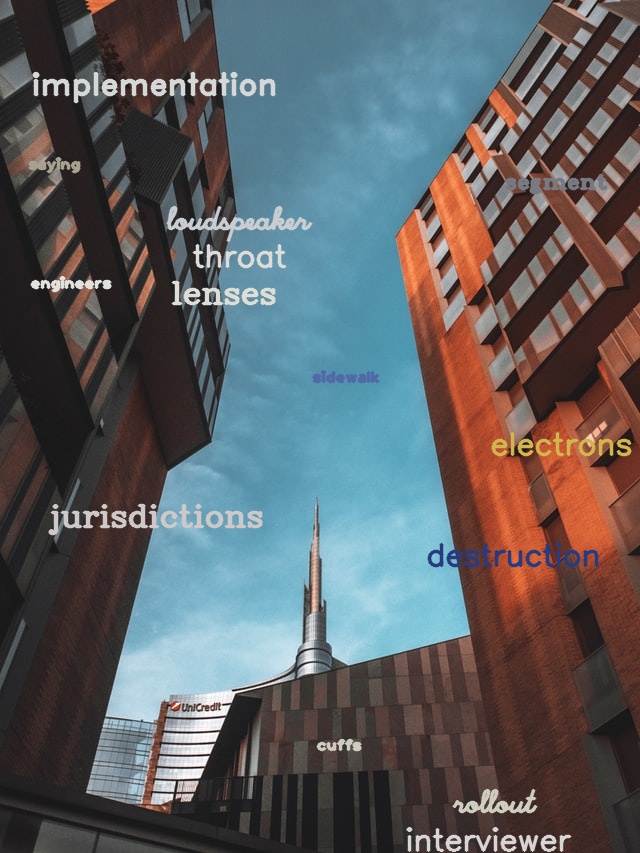 implementation
saying
segment
loudspeaker
throat
engineers
lenses
sidewalk
electrons
jurisdictions
destruction
UniCredit
cuffs
rollout
interviewer